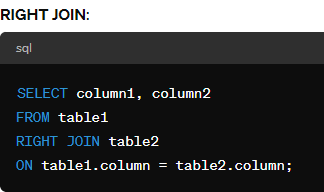 RIGHT JOIN:
sql
SELECT column1, column2
FROM table1
RIGHT JOIN table2
ON table1.column = table2.column;